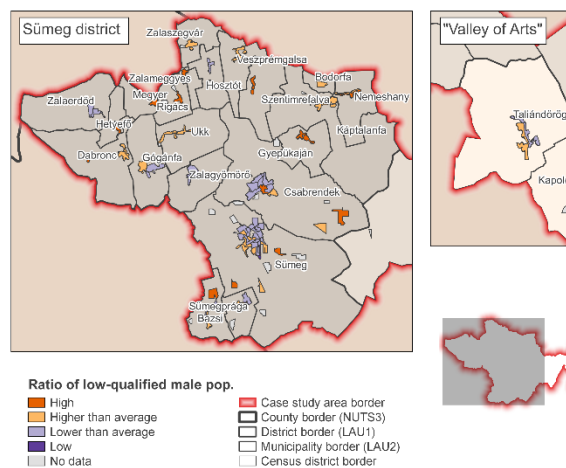 Sümeg district
"Valley of Arts"
Zalaszegvár
Veszprémgalsa
Zalameggyes
Hosztót
Bodorfa
Zalaerdőd
Megyer
Rigács
Szentimrefalva
Nemeshany
Hetyefő
Ukk
Káptalanfa
Taliándörög
Dabronc
Gógánfa
Gyepükaján
Zalagyömörő
Csabrendek
Kapolc
Sümeg
Sümegprága
Bazsi
Ratio of low-qualified male pop.
High
Higher than average
Lower than average
Low
No data
Case study area border
County border (NUTS3)
District border (LAU1)
Municipality border (LAU2)
Census district border